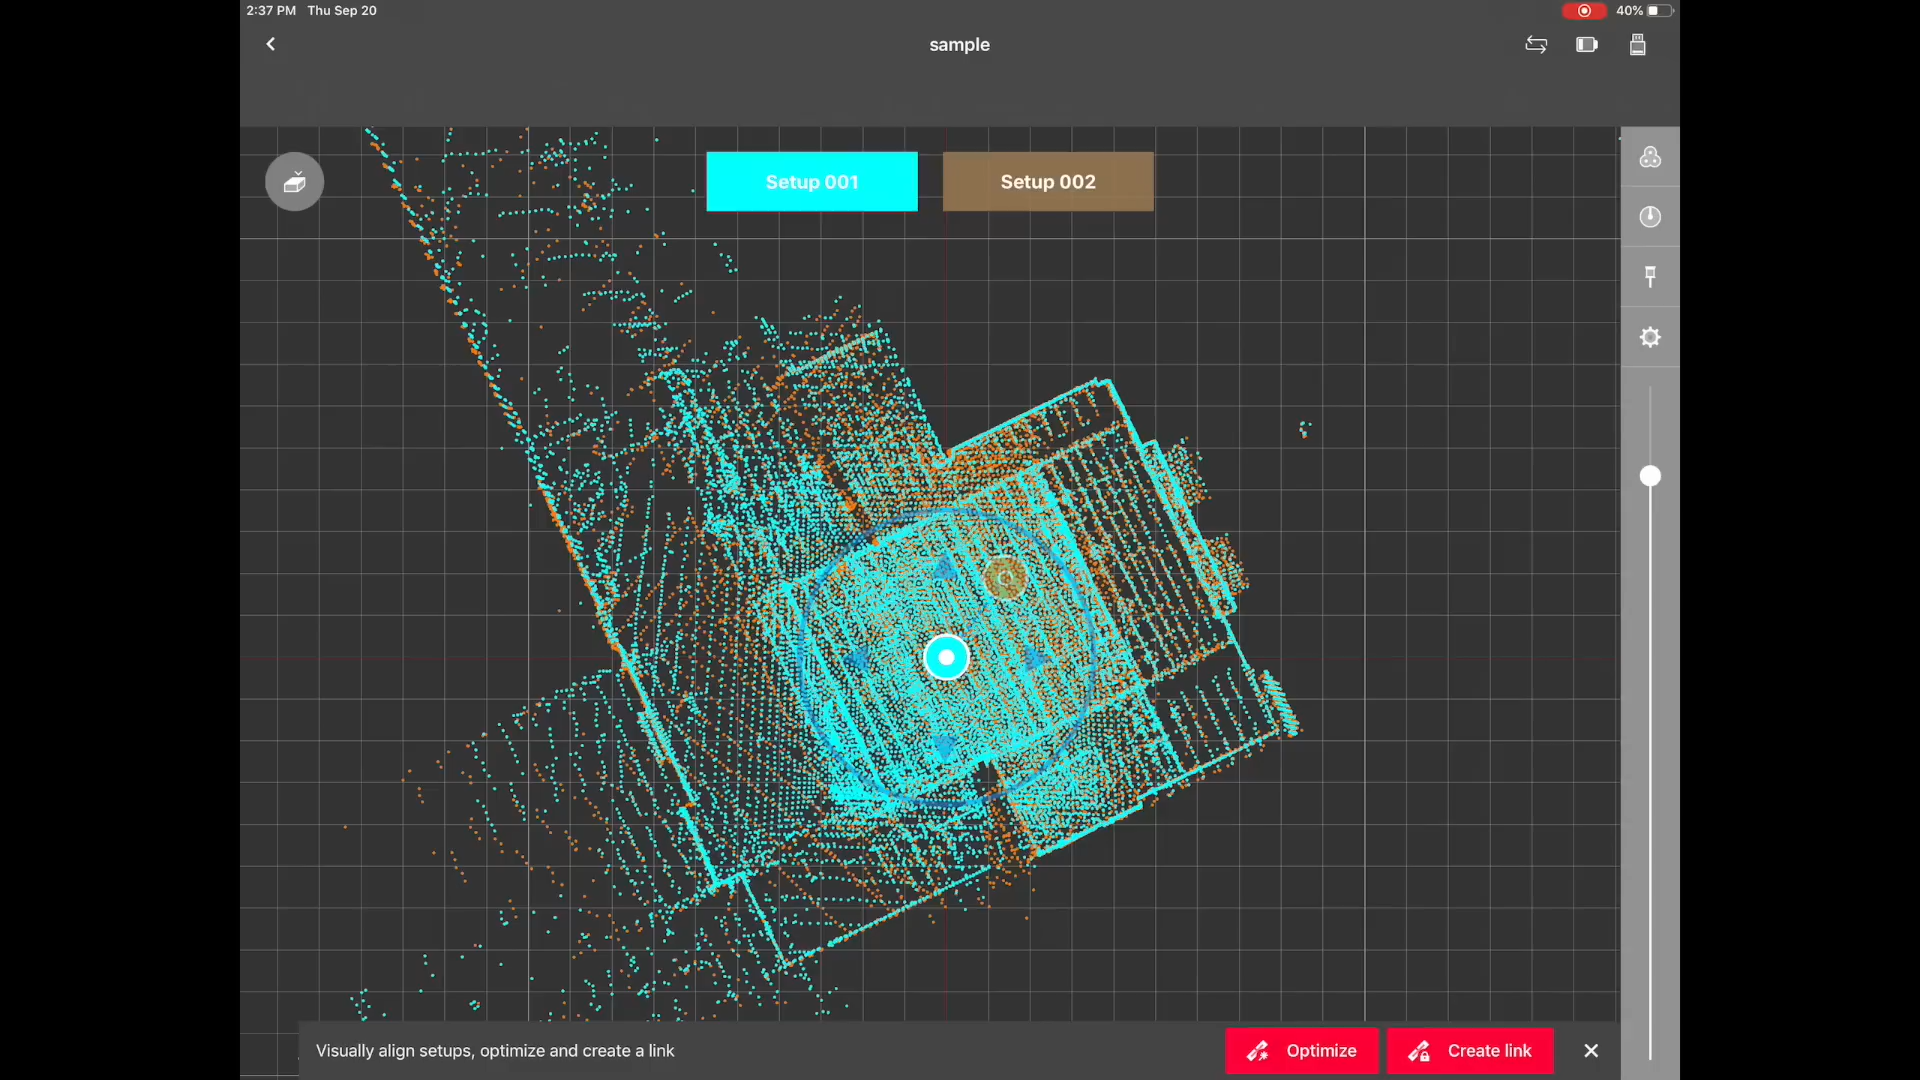 2:37 PM Thu Sep 20
40%
sample
Setup 001
Setup 002
Visually align setups, optimize and create a link
Optimize
Create link